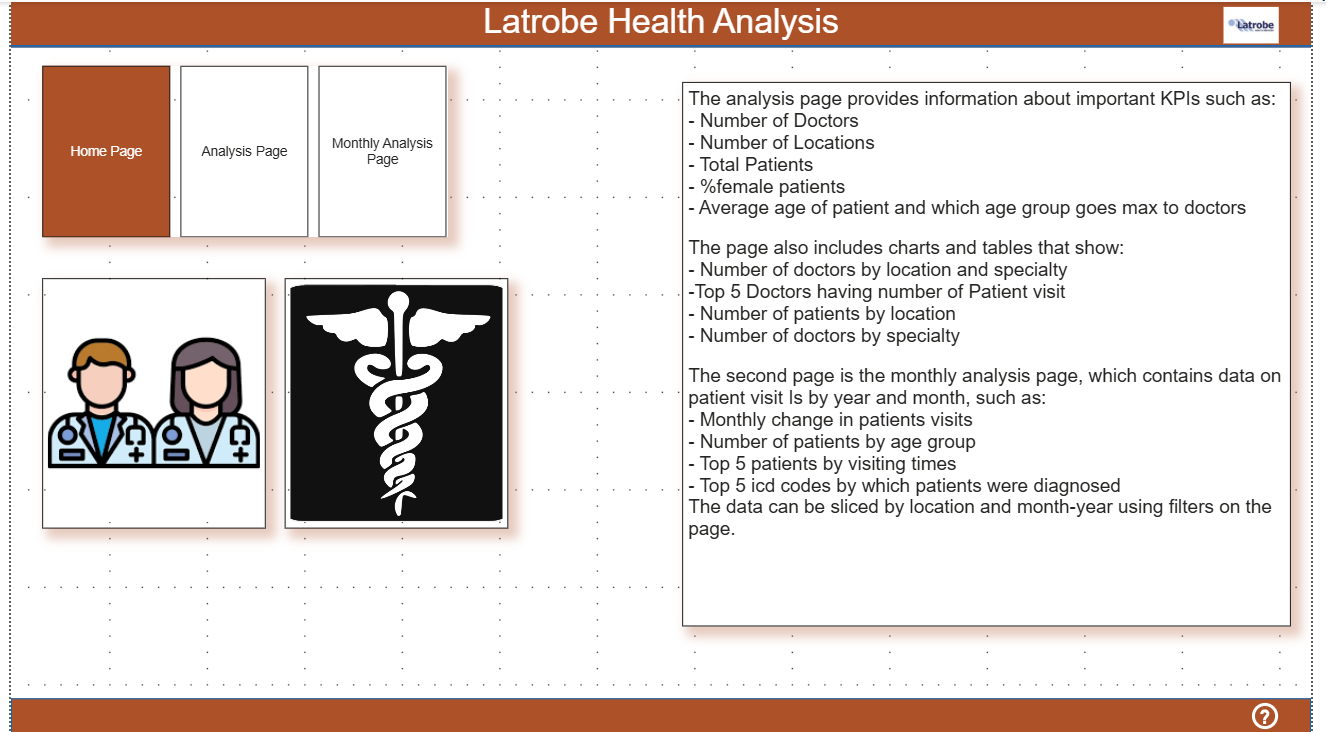 Latrobe Health Analysis
Latrobe
Home Page
Analysis Page
Monthly Analysis
Page
The analysis page provides information about important KPIs such as:
- Number of Doctors
- Number of Locations
- Total Patients
- %female patients
- Average age of patient and which age group goes max to doctors
The page also includes charts and tables that show:
- Number of doctors by location and specialty
-Top 5 Doctors having number of Patient visit
- Number of patients by location
- Number of doctors by specialty
The second page is the monthly analysis page, which contains data on
patient visit ls by year and month, such as:
- Monthly change in patients visits
- Number of patients by age group
- Top 5 patients by visiting times
- Top 5 icd codes by which patients were diagnosed
The data can be sliced by location and month-year using filters on the
page.
?